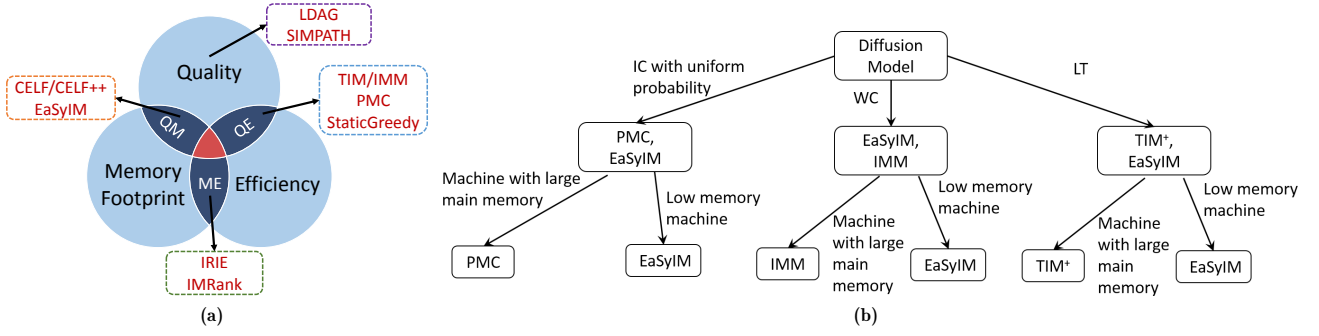 LDAG
SIMPATH
Quality
CELF/CELF++
EaSyIM
TIM/IMM
PMC
StaticGreedy
QM
QE
Memory
Footprint
ME
Efficiency
IRIE
IMRank
(a)
Diffusion
Model
IC with uniform
probability
WC
LT
PMC,
EaSyIM
EaSyIM,
IMM
TIM⁺,
EaSyIM
Machine with large
main memory
Low memory
machine
Machine
with large
main
memory
Low memory
machine
Machine
with large
main
memory
Low memory
machine
PMC
EaSyIM
IMM
EaSyIM
TIM⁺
EaSyIM
(b)